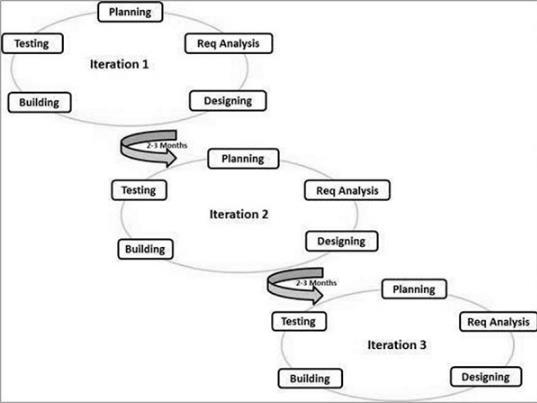 Planning
Testing
Req Analysis
Iteration 1
Building
Designing
2-3 Months
Planning
Testing
Req Analysis
Iteration 2
Building
Designing
2-3 Months
Planning
Testing
Req Analysis
Iteration 3
Building
Designing